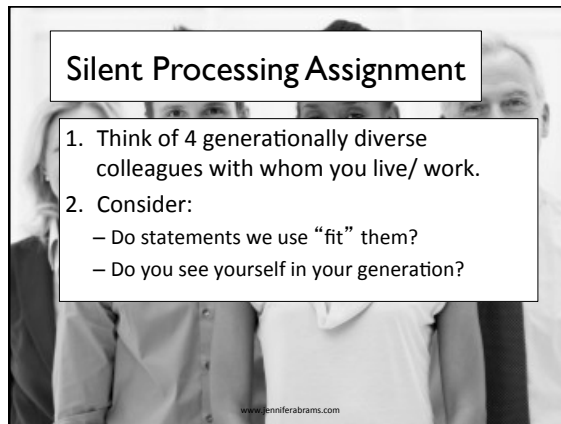 Silent Processing Assignment
1. Think of 4 generationally diverse
colleagues with whom you live/ work.
2. Consider:
– Do statements we use “fit” them?
– Do you see yourself in your generation?
www.jenniferabrams.com